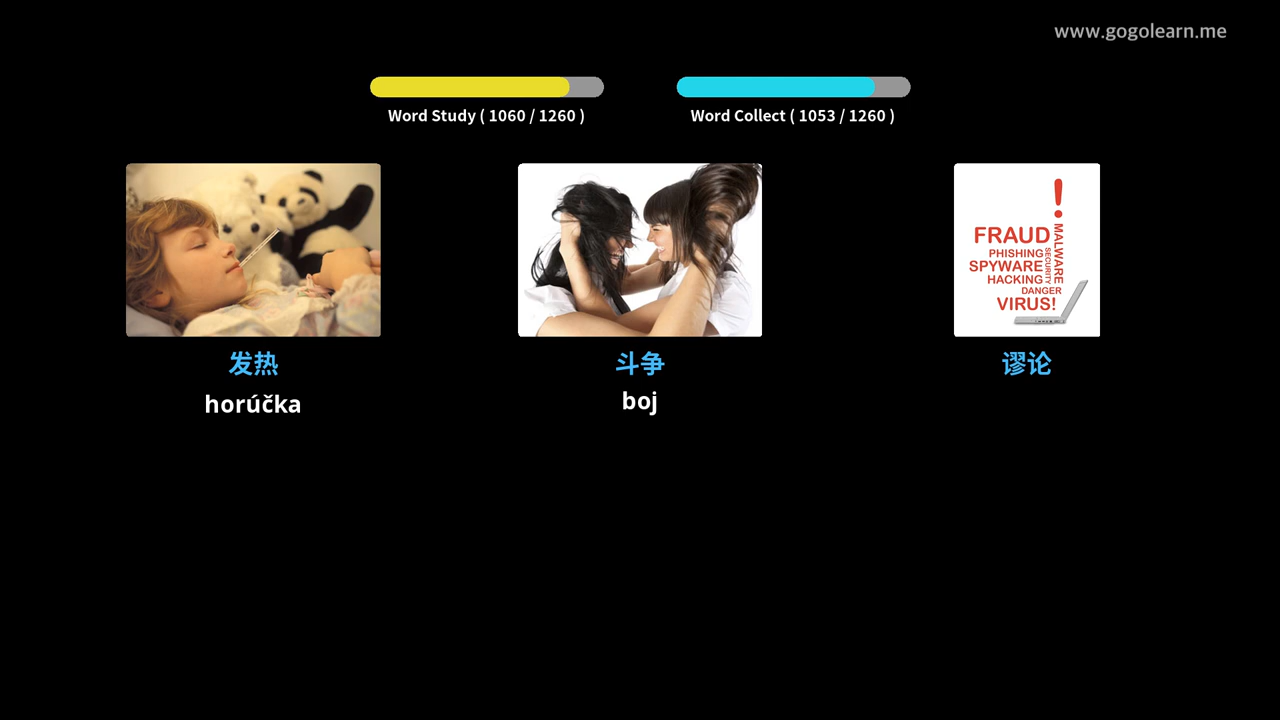 www.gogolearn.me
Word Study ( 1060 / 1260 )
Word Collect ( 1053 / 1260 )
FRAUD
PHISHING
SPYWARE
HACKING
DANGER
VIRUS!
!
MALWARE
SECURITY
发热
斗争
谬论
horúčka
boj